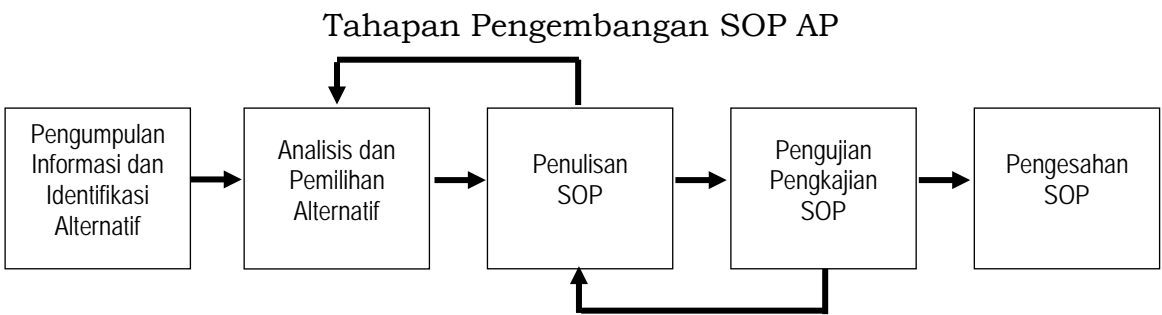 Tahapan Pengembangan SOP AP
Pengumpulan
Informasi dan
Identifikasi
Alternatif
Analisis dan
Pemilihan
Alternatif
Penulisan
SOP
Pengujian
Pengkajian
SOP
Pengesahan
SOP